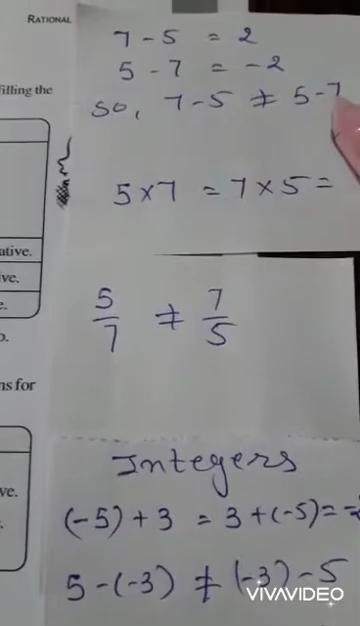 RATIONAL
7 - 5 = 2
5 - 7 = -2
filling the
so, 7 - 5 ≠ 5 - 7
5 × 7 = 7 × 5 =
ative.
ive.
e.
5/7 ≠ 7/5
o.
ns for
Integers
(-5) + 3 = 3 + (-5) = -
ve.
5 - (-3) ≠ (-3) - 5
VIVAVIDEO